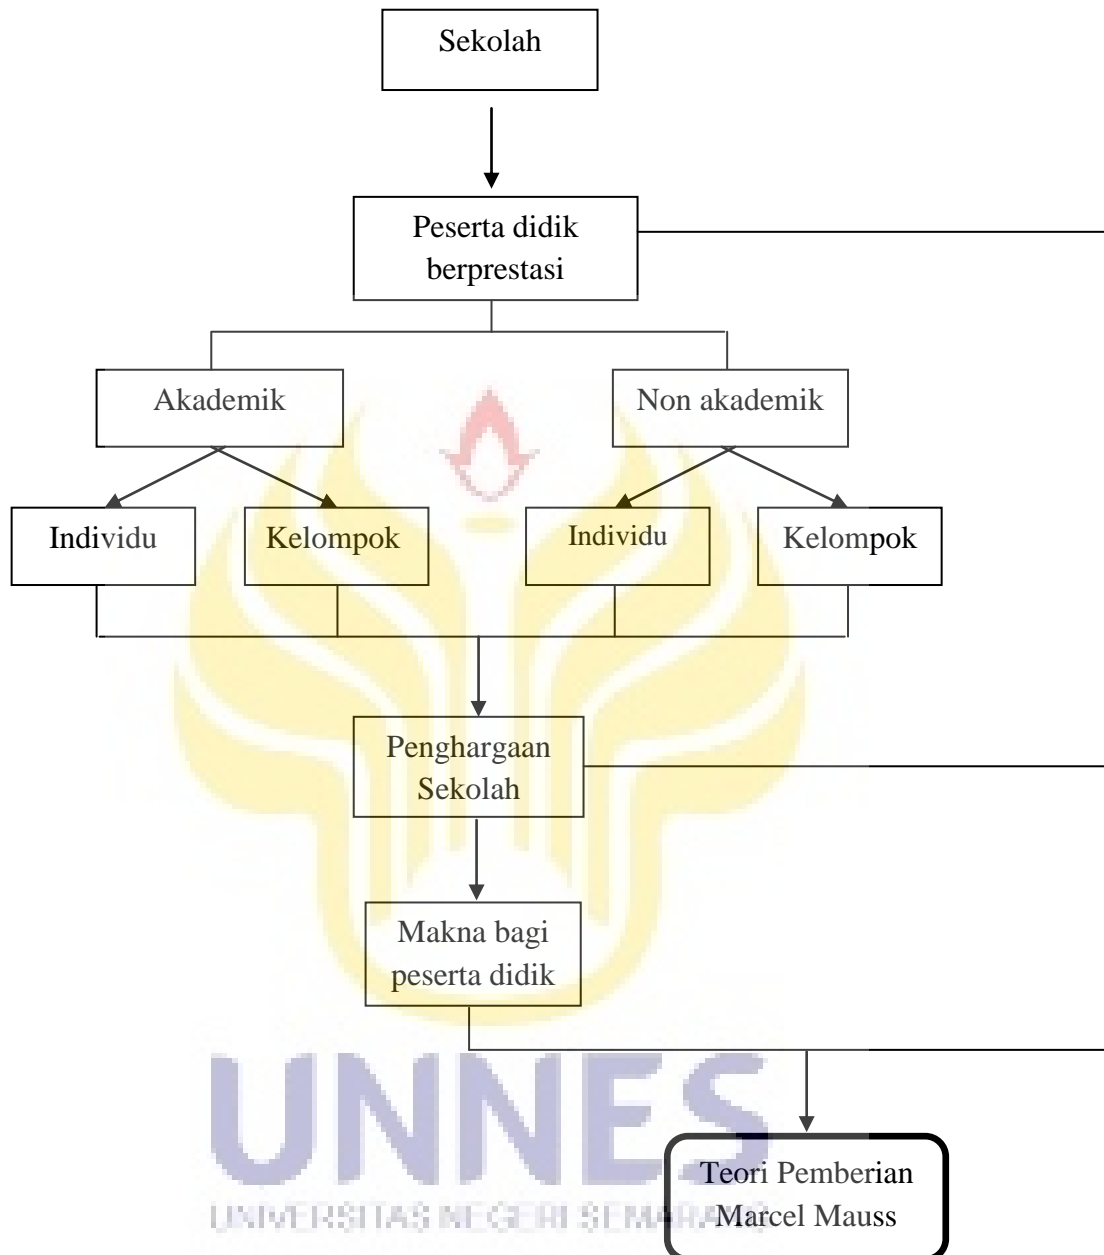 Sekolah
Peserta didik
berprestasi
Akademik
Non akademik
Individu
Kelompok
Individu
Kelompok
Penghargaan
Sekolah
Makna bagi
peserta didik
UNNES
UNIVERSITAS NEGERI SEMARANG
Teori Pemberian
Marcel Mauss